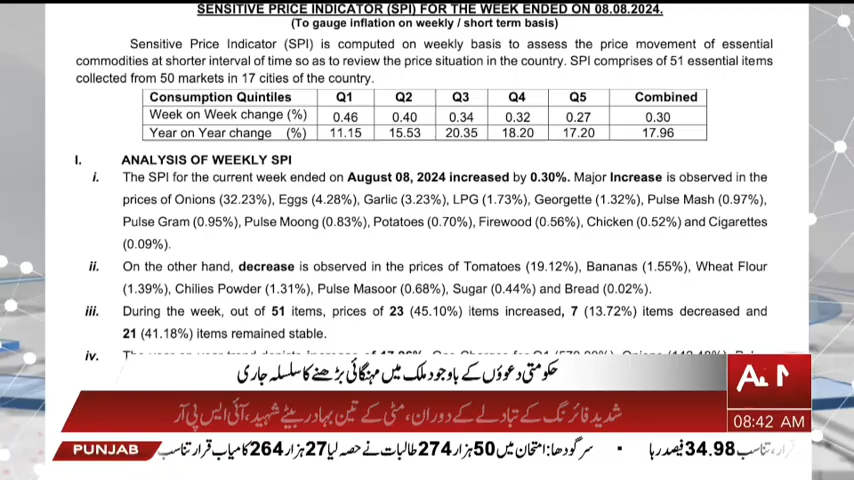 SENSITIVE PRICE INDICATOR (SPI) FOR THE WEEK ENDED ON 08.08.2024.
(To gauge inflation on weekly / short term basis)
Sensitive Price Indicator (SPI) is computed on weekly basis to assess the price movement of essential
commodities at shorter interval of time so as to review the price situation in the country. SPI comprises of 51 essential items
collected from 50 markets in 17 cities of the country.
Consumption Quintiles Q1 Q2 Q3 Q4 Q5 Combined
Week on Week change (%) 0.46 0.40 0.34 0.32 0.27 0.30
Year on Year change (%) 11.15 15.53 20.35 18.20 17.20 17.96
I. ANALYSIS OF WEEKLY SPI
i. The SPI for the current week ended on August 08, 2024 increased by 0.30%. Major Increase is observed in the
prices of Onions (32.23%), Eggs (4.28%), Garlic (3.23%), LPG (1.73%), Georgette (1.32%), Pulse Mash (0.97%),
Pulse Gram (0.95%), Pulse Moong (0.83%), Potatoes (0.70%), Firewood (0.56%), Chicken (0.52%) and Cigarettes
(0.09%).
ii. On the other hand, decrease is observed in the prices of Tomatoes (19.12%), Bananas (1.55%), Wheat Flour
(1.39%), Chilies Powder (1.31%), Pulse Masoor (0.68%), Sugar (0.44%) and Bread (0.02%).
iii. During the week, out of 51 items, prices of 23 (45.10%) items increased, 7 (13.72%) items decreased and
21 (41.18%) items remained stable.
iv.
حکومتی دعوؤں کے باوجود ملک میں مہنگائی بڑھنے کا سلسلہ جاری
شدید فائرنگ کے تبادلے کے دوران، مٹی کے تین بہادر بیٹے شہید، آئی ایس پی آر
08:42 AM
PUNJAB
قرار، تناسب 34.98 فیصد رہا ▪ سرگودھا: امتحان میں 50 ہزار 274 طالبات نے حصہ لیا 27 ہزار 264 کامیاب قرار تناسب